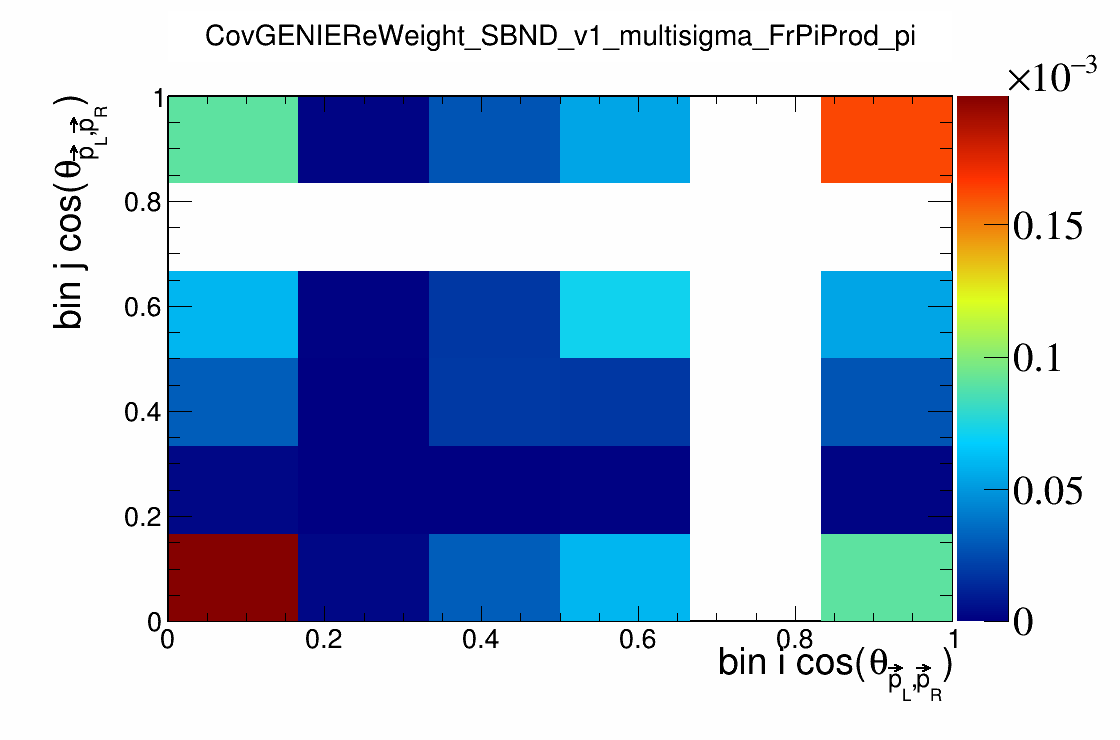 CovGENIEReWeight_SBND_v1_multisigma_FrPiProd_pi
×10⁻³
bin j cos(θ p⃗_L,p⃗_R)
1
0.8
0.6
0.4
0.2
0
0.15
0.1
0.05
0
0 0.2 0.4 0.6 0.8 1
bin i cos(θ p⃗_L,p⃗_R)